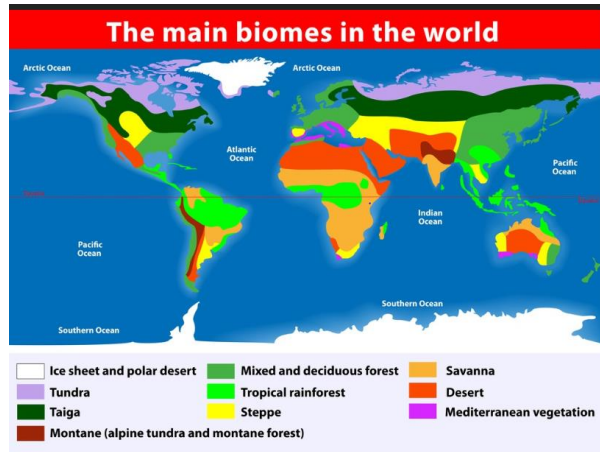 The main biomes in the world
Arctic Ocean
Arctic Ocean
Atlantic
Ocean
Pacific
Ocean
Indian
Ocean
Pacific
Ocean
Southern Ocean
Southern Ocean
Ice sheet and polar desert
Mixed and deciduous forest
Savanna
Tundra
Tropical rainforest
Desert
Taiga
Steppe
Mediterranean vegetation
Montane (alpine tundra and montane forest)